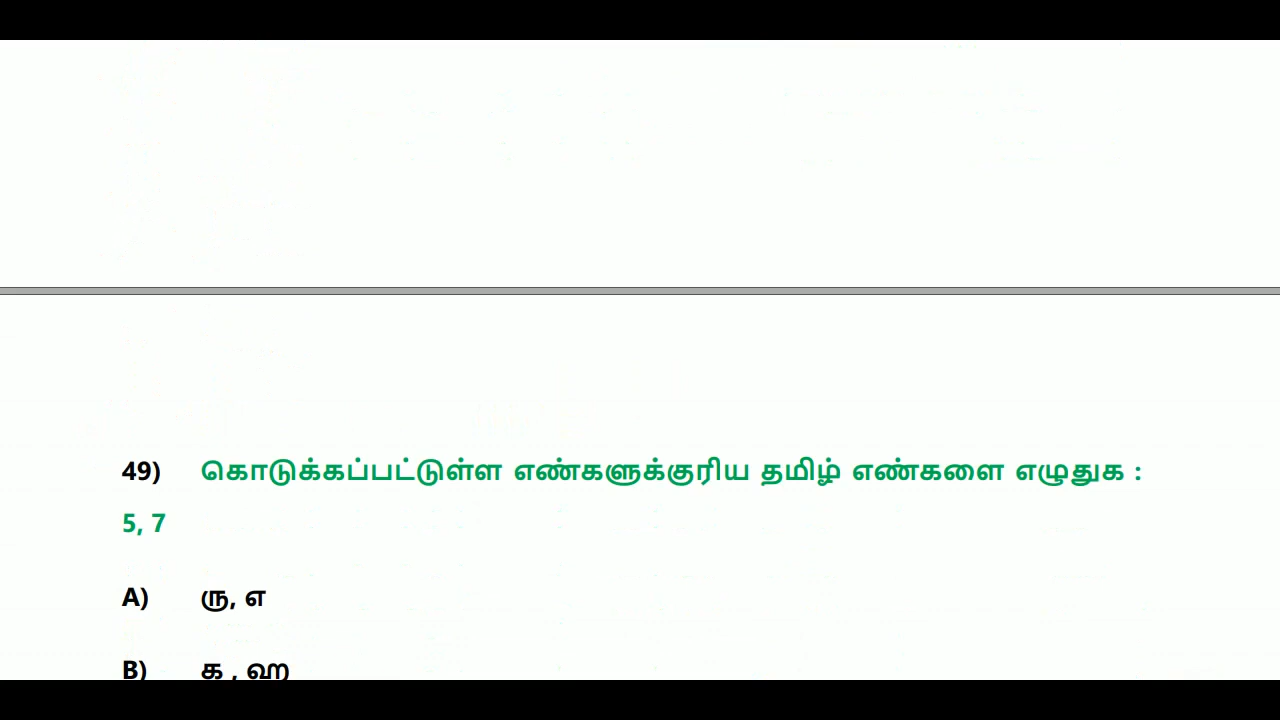 49) கொடுக்கப்பட்டுள்ள எண்களுக்குரிய தமிழ் எண்களை எழுதுக :
5, 7
A) ரு, எ
B) க , ஹ